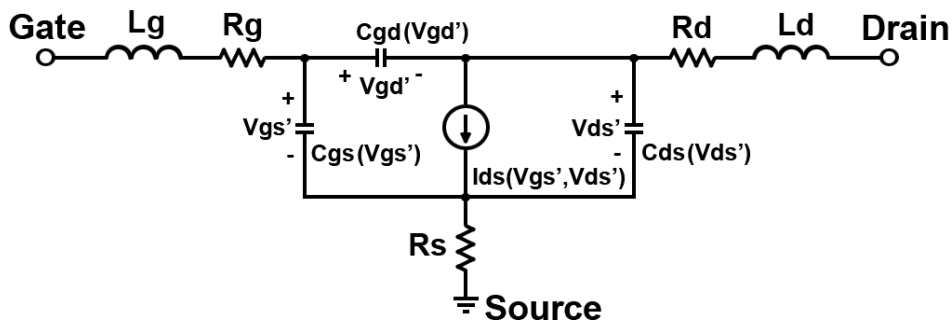 Gate
Lg
Rg
Cgd(Vgd’)
+ Vgd’ -
Rd
Ld
Drain
+
Vgs’
-
Cgs(Vgs’)
Ids(Vgs’,Vds’)
+
Vds’
-
Cds(Vds’)
Rs
Source